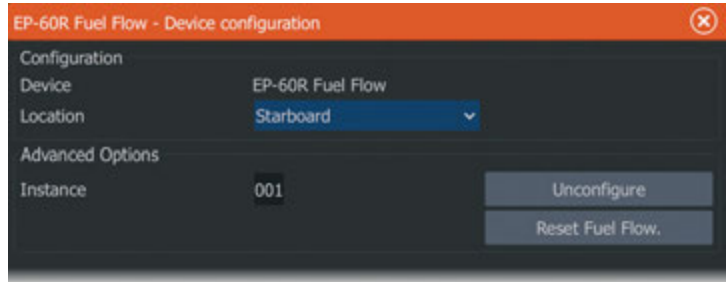 EP-60R Fuel Flow - Device configuration
Configuration
Device EP-60R Fuel Flow
Location Starboard
Advanced Options
Instance 001 Unconfigure
Reset Fuel Flow.